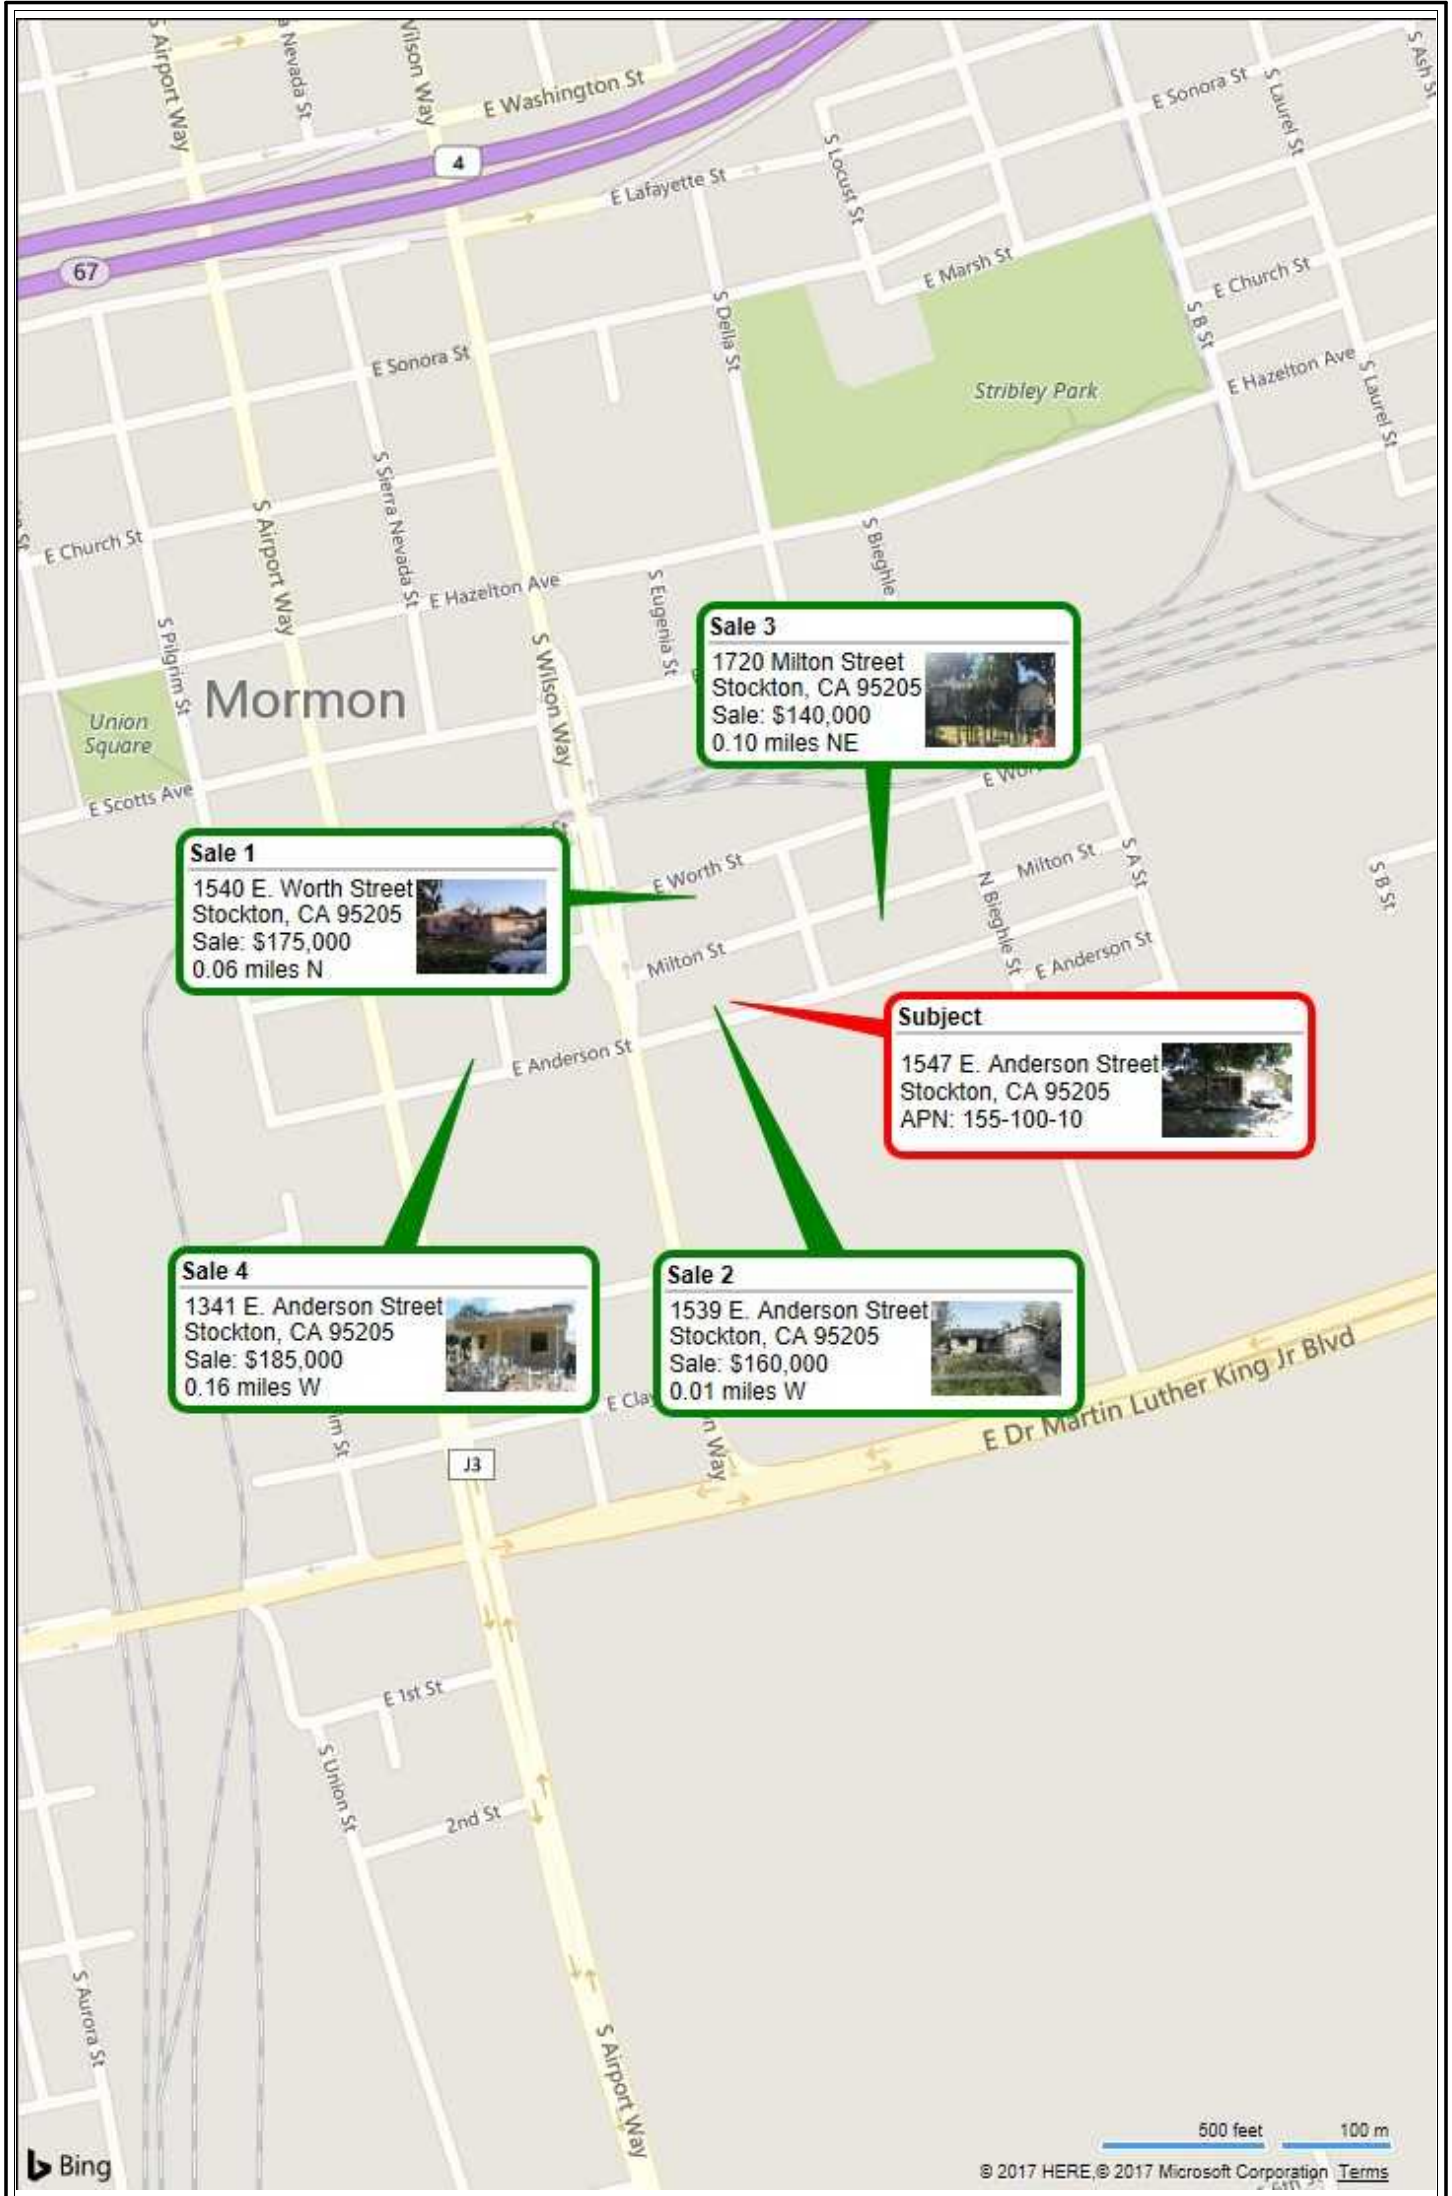 S Airport Way
Nevada St
Wilson Way
E Washington St
4
67
E Lafayette St
S Locust St
E Sonora St
S Laurel St
S Ash St
E Marsh St
E Church St
S B St
S Della St
E Sonora St
Stribley Park
E Hazelton Ave
S Laurel St
S Sierra Nevada St
S Airport Way
E Church St
E Hazelton Ave
S Pilgrim St
S Eugenia St
S Bieghle
S Wilson Way
Mormon
Union
Square
E Scotts Ave
Sale 3
1720 Milton Street
Stockton, CA 95205
Sale: $140,000
0.10 miles NE
Sale 1
1540 E. Worth Street
Stockton, CA 95205
Sale: $175,000
0.06 miles N
E Worth St
Milton St
S A St
N Bieghle St
E Anderson St
S B St
Milton St
E Anderson St
Subject
1547 E. Anderson Street
Stockton, CA 95205
APN: 155-100-10
Sale 4
1341 E. Anderson Street
Stockton, CA 95205
Sale: $185,000
0.16 miles W
Sale 2
1539 E. Anderson Street
Stockton, CA 95205
Sale: $160,000
0.01 miles W
E Clay
Way
J3
E Dr Martin Luther King Jr Blvd
E 1st St
S Union St
2nd St
S Aurora St
S Airport Way
500 feet
100 m
Bing
© 2017 HERE,© 2017 Microsoft Corporation Terms